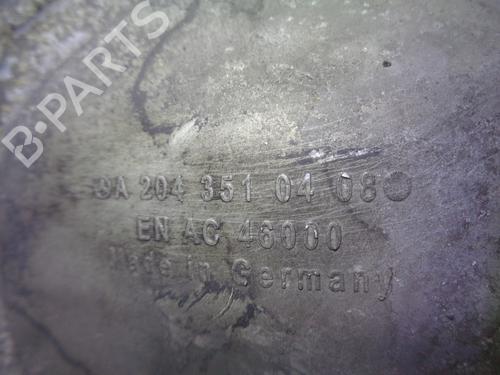 B-PARTS
A 204 351 04 08
EN AC 46000
Made in Germany